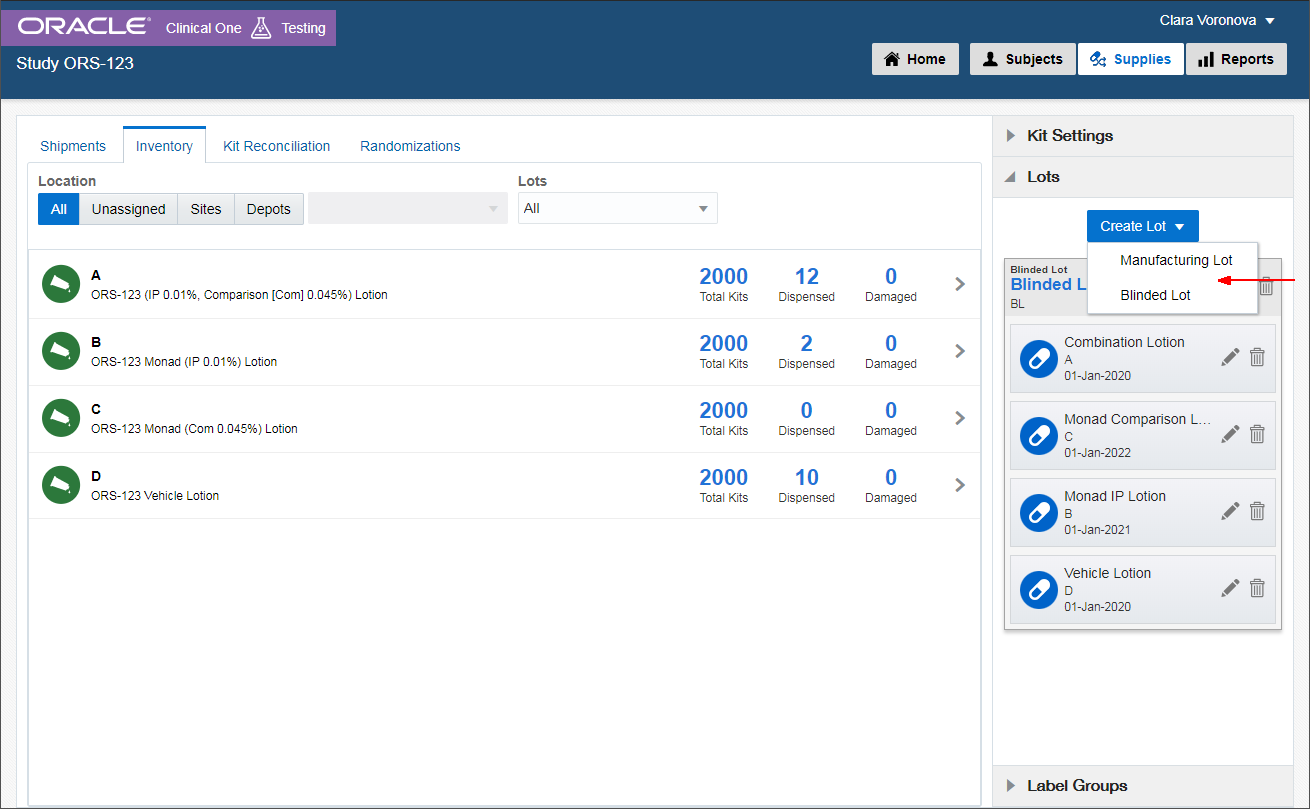 ORACLE® Clinical One Testing
Clara Voronova
Study ORS-123
Home
Subjects
Supplies
Reports
Shipments
Inventory
Kit Reconciliation
Randomizations
Location
All
Unassigned
Sites
Depots
Lots
All
A
ORS-123 (IP 0.01%, Comparison [Com] 0.045%) Lotion
2000
Total Kits
12
Dispensed
0
Damaged
B
ORS-123 Monad (IP 0.01%) Lotion
2000
Total Kits
2
Dispensed
0
Damaged
C
ORS-123 Monad (Com 0.045%) Lotion
2000
Total Kits
0
Dispensed
0
Damaged
D
ORS-123 Vehicle Lotion
2000
Total Kits
10
Dispensed
0
Damaged
Kit Settings
Lots
Create Lot
Manufacturing Lot
Blinded Lot
Blinded Lot
Blinded L
BL
Combination Lotion
A
01-Jan-2020
Monad Comparison L...
C
01-Jan-2022
Monad IP Lotion
B
01-Jan-2021
Vehicle Lotion
D
01-Jan-2020
Label Groups